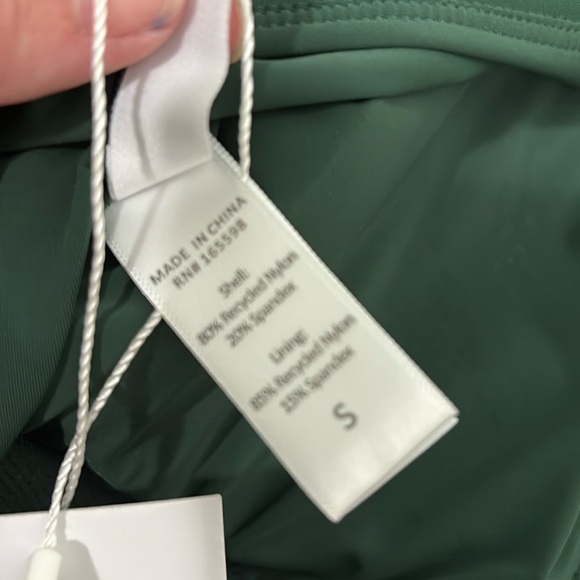 MADE IN CHINA
RN# 165598
Shell:
80% Recycled Nylon
20% Spandex
Lining:
85% Recycled Nylon
15% Spandex
S